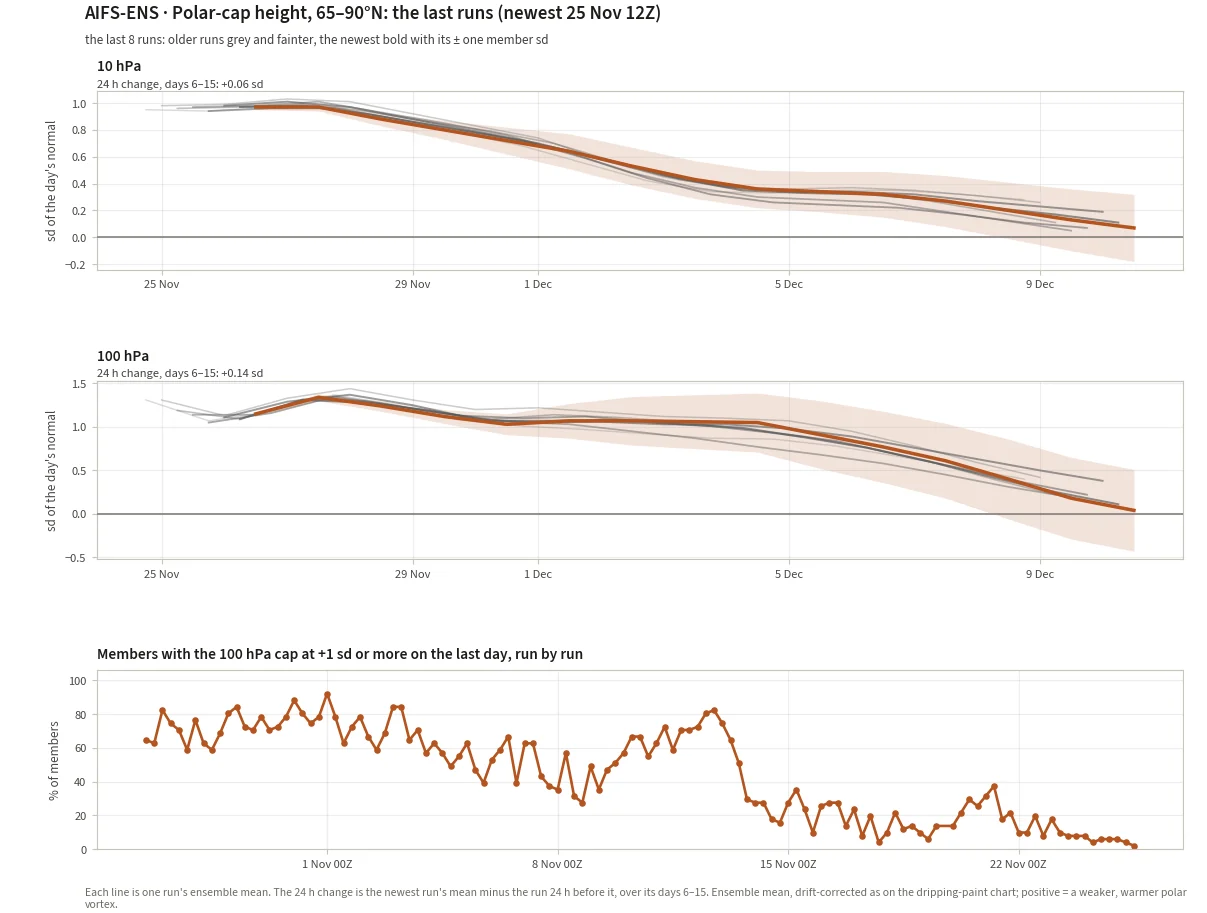 AIFS-ENS · Polar-cap height, 65–90°N: the last runs (newest 25 Nov 12Z)
the last 8 runs: older runs grey and fainter, the newest bold with its ± one member sd
10 hPa
24 h change, days 6–15: +0.06 sd
sd of the day's normal
1.0
0.8
0.6
0.4
0.2
0.0
−0.2
25 Nov
29 Nov
1 Dec
5 Dec
9 Dec
100 hPa
24 h change, days 6–15: +0.14 sd
sd of the day's normal
1.5
1.0
0.5
0.0
−0.5
25 Nov
29 Nov
1 Dec
5 Dec
9 Dec
Members with the 100 hPa cap at +1 sd or more on the last day, run by run
% of members
100
80
60
40
20
0
1 Nov 00Z
8 Nov 00Z
15 Nov 00Z
22 Nov 00Z
Each line is one run's ensemble mean. The 24 h change is the newest run's mean minus the run 24 h before it, over its days 6–15. Ensemble mean, drift-corrected as on the dripping-paint chart; positive = a weaker, warmer polar
vortex.